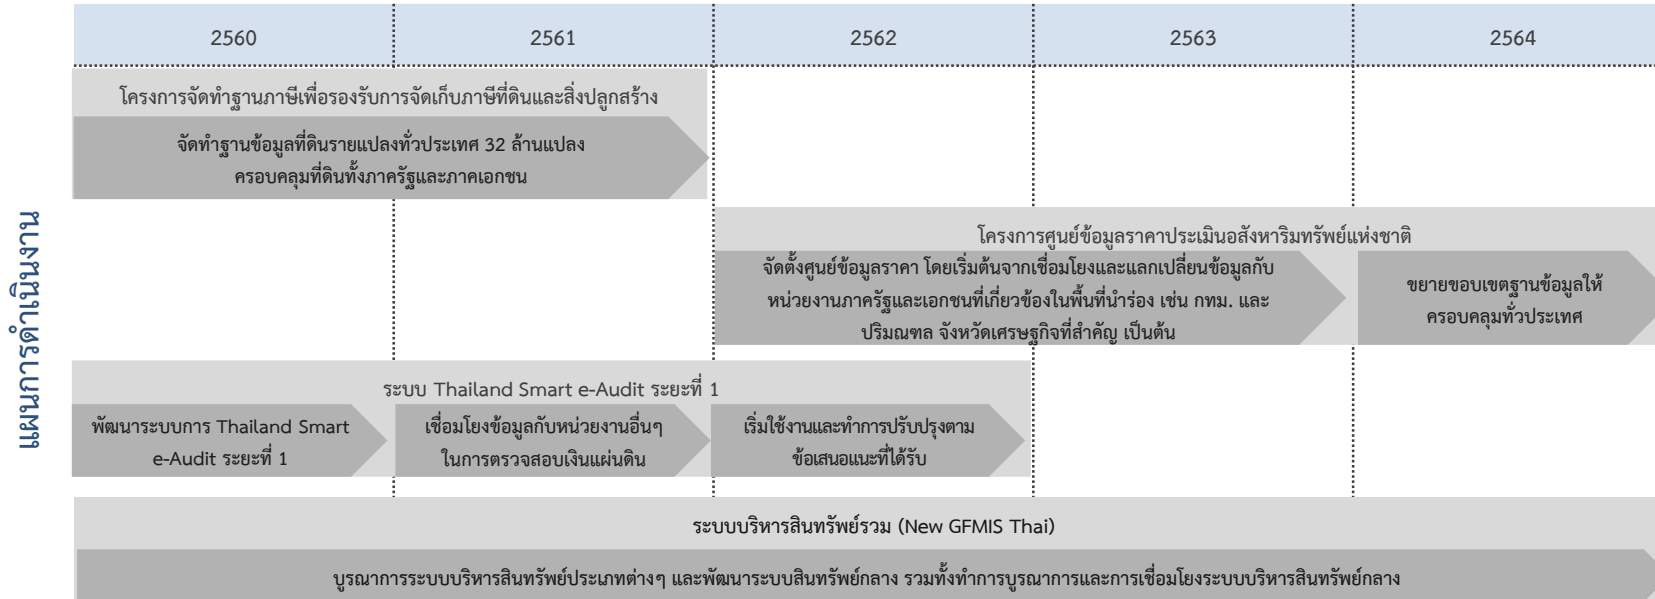 2560
2561
2562
2563
2564
แผนการดำเนินงาน
โครงการจัดทำฐานภาษีเพื่อรองรับการจัดเก็บภาษีที่ดินและสิ่งปลูกสร้าง
จัดทำฐานข้อมูลที่ดินรายแปลงทั่วประเทศ 32 ล้านแปลง
ครอบคลุมที่ดินทั้งภาครัฐและภาคเอกชน
โครงการศูนย์ข้อมูลราคาประเมินอสังหาริมทรัพย์แห่งชาติ
จัดตั้งศูนย์ข้อมูลราคา โดยเริ่มต้นจากเชื่อมโยงและแลกเปลี่ยนข้อมูลกับ
หน่วยงานภาครัฐและเอกชนที่เกี่ยวข้องในพื้นที่นำร่อง เช่น กทม. และ
ปริมณฑล จังหวัดเศรษฐกิจที่สำคัญ เป็นต้น
ขยายขอบเขตฐานข้อมูลให้
ครอบคลุมทั่วประเทศ
ระบบ Thailand Smart e-Audit ระยะที่ 1
พัฒนาระบบการ Thailand Smart
e-Audit ระยะที่ 1
เชื่อมโยงข้อมูลกับหน่วยงานอื่นๆ
ในการตรวจสอบเงินแผ่นดิน
เริ่มใช้งานและทำการปรับปรุงตาม
ข้อเสนอแนะที่ได้รับ
ระบบบริหารสินทรัพย์รวม (New GFMIS Thai)
บูรณาการระบบบริหารสินทรัพย์ประเภทต่างๆ และพัฒนาระบบสินทรัพย์กลาง รวมทั้งทำการบูรณาการและการเชื่อมโยงระบบบริหารสินทรัพย์กลาง